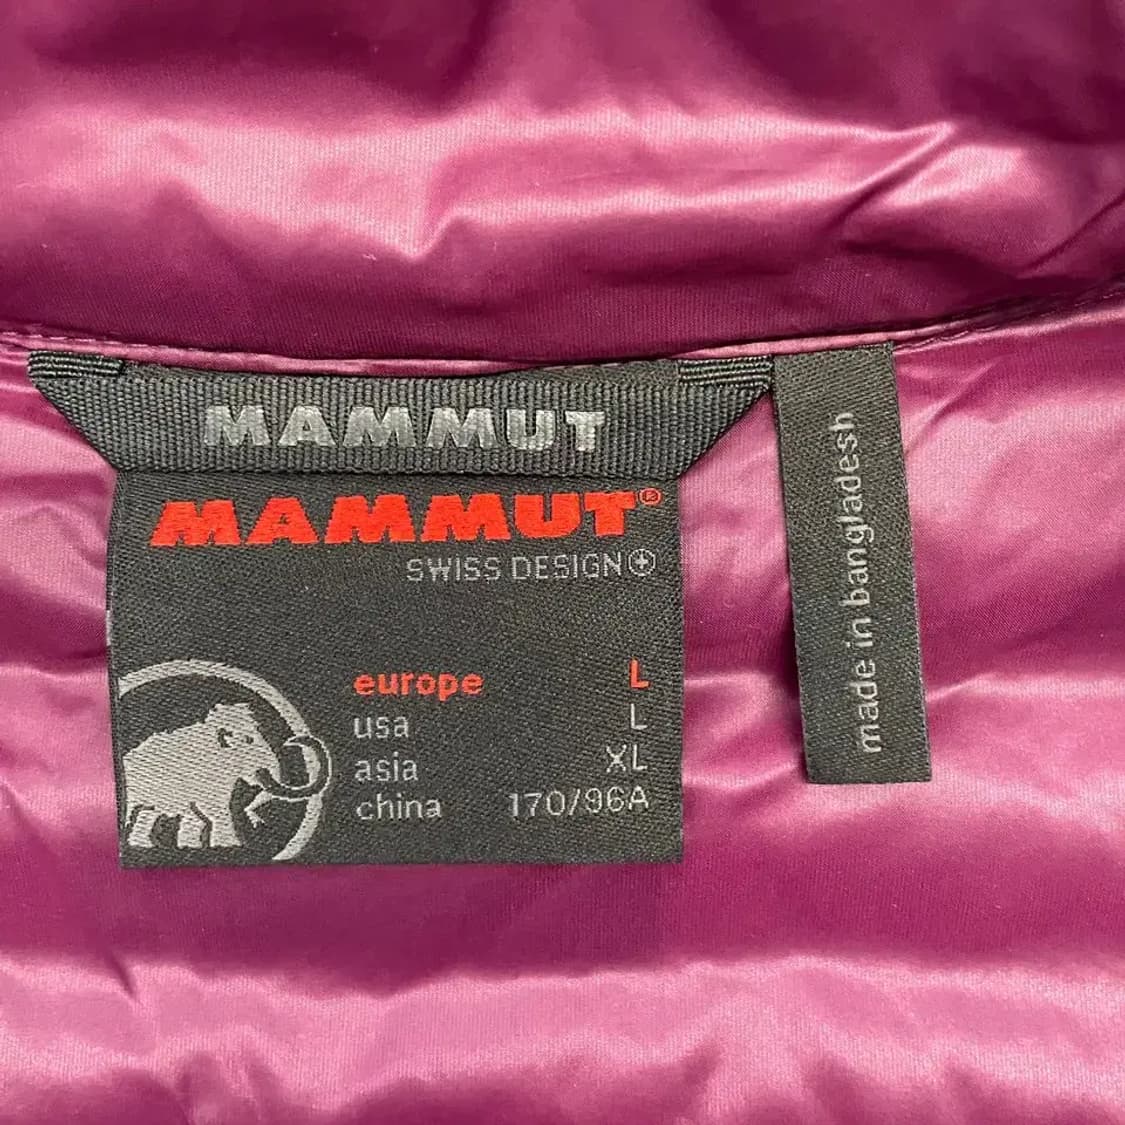 MAMMUT
MAMMUT®
SWISS DESIGN
europe L
usa L
asia XL
china 170/96A
made in bangladesh